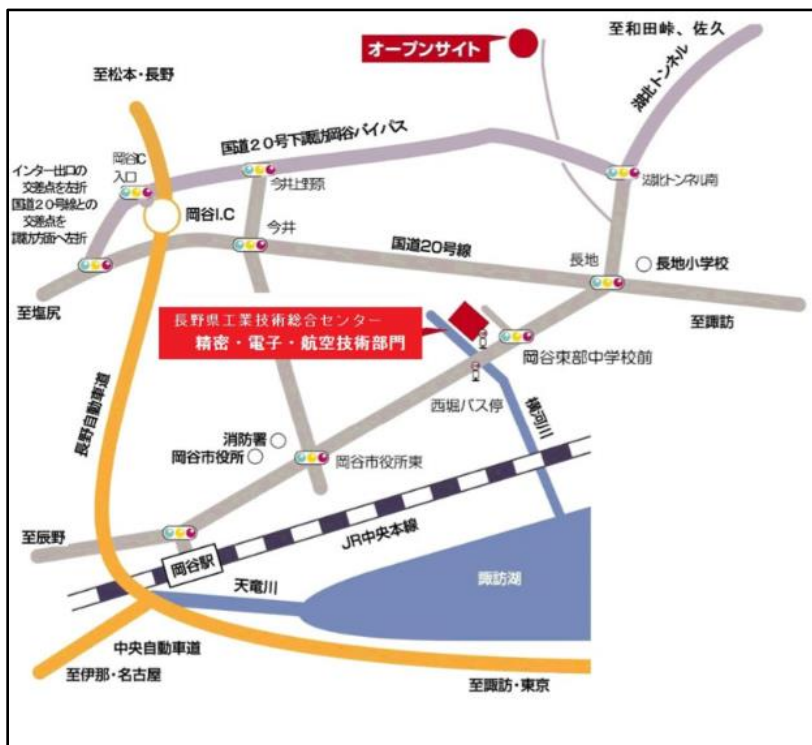 オープンサイト
至和田峠、佐久
至松本・長野
湖北トンネル
国道20号下諏訪岡谷バイパス
岡谷IC
入口
インター出口の
交差点を左折
国道20号線との
交差点を
諏訪方面へ左折
今井上野原
湖北トンネル南
岡谷I.C
今井
国道20号線
長地
長地小学校
至塩尻
至諏訪
長野県工業技術総合センター
精密・電子・航空技術部門
岡谷東部中学校前
西堀バス停
横河川
長野自動車道
消防署
岡谷市役所
岡谷市役所東
至辰野
岡谷駅
JR中央本線
天竜川
諏訪湖
中央自動車道
至伊那・名古屋
至諏訪・東京